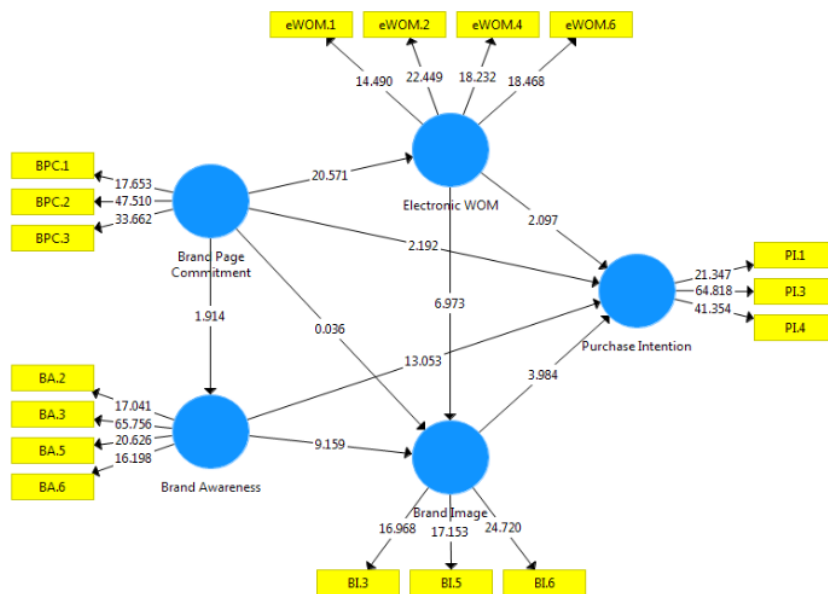 eWOM.1
eWOM.2
eWOM.4
eWOM.6
14.490
22.449
18.232
18.468
BPC.1
BPC.2
BPC.3
17.653
47.510
33.662
20.571
Electronic WOM
Brand Page
Commitment
2.192
2.097
PI.1
PI.3
PI.4
21.347
64.818
41.354
Purchase Intention
1.914
0.036
6.973
13.053
3.984
BA.2
BA.3
BA.5
BA.6
17.041
65.756
20.626
16.198
Brand Awareness
9.159
Brand Image
16.968
17.153
24.720
BI.3
BI.5
BI.6